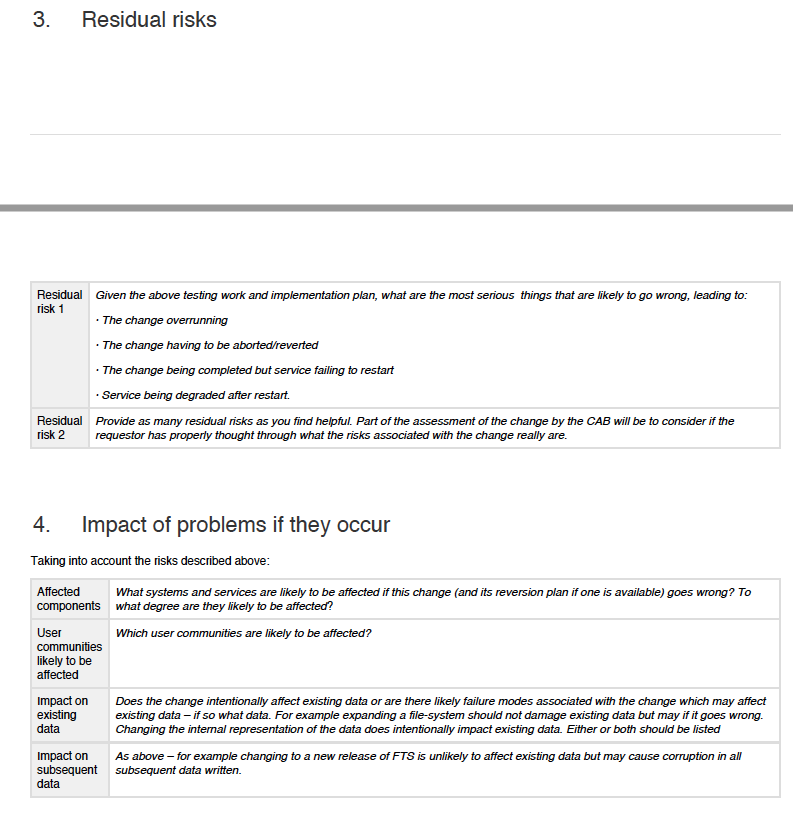 3. Residual risks
Residual risk 1
Given the above testing work and implementation plan, what are the most serious things that are likely to go wrong, leading to:
· The change overrunning
· The change having to be aborted/reverted
· The change being completed but service failing to restart
· Service being degraded after restart.
Residual risk 2
Provide as many residual risks as you find helpful. Part of the assessment of the change by the CAB will be to consider if the
requestor has properly thought through what the risks associated with the change really are.
4. Impact of problems if they occur
Taking into account the risks described above:
Affected
components
What systems and services are likely to be affected if this change (and its reversion plan if one is available) goes wrong? To
what degree are they likely to be affected?
User
communities
likely to be
affected
Which user communities are likely to be affected?
Impact on
existing
data
Does the change intentionally affect existing data or are there likely failure modes associated with the change which may affect
existing data – if so what data. For example expanding a file-system should not damage existing data but may if it goes wrong.
Changing the internal representation of the data does intentionally impact existing data. Either or both should be listed
Impact on
subsequent
data
As above – for example changing to a new release of FTS is unlikely to affect existing data but may cause corruption in all
subsequent data written.